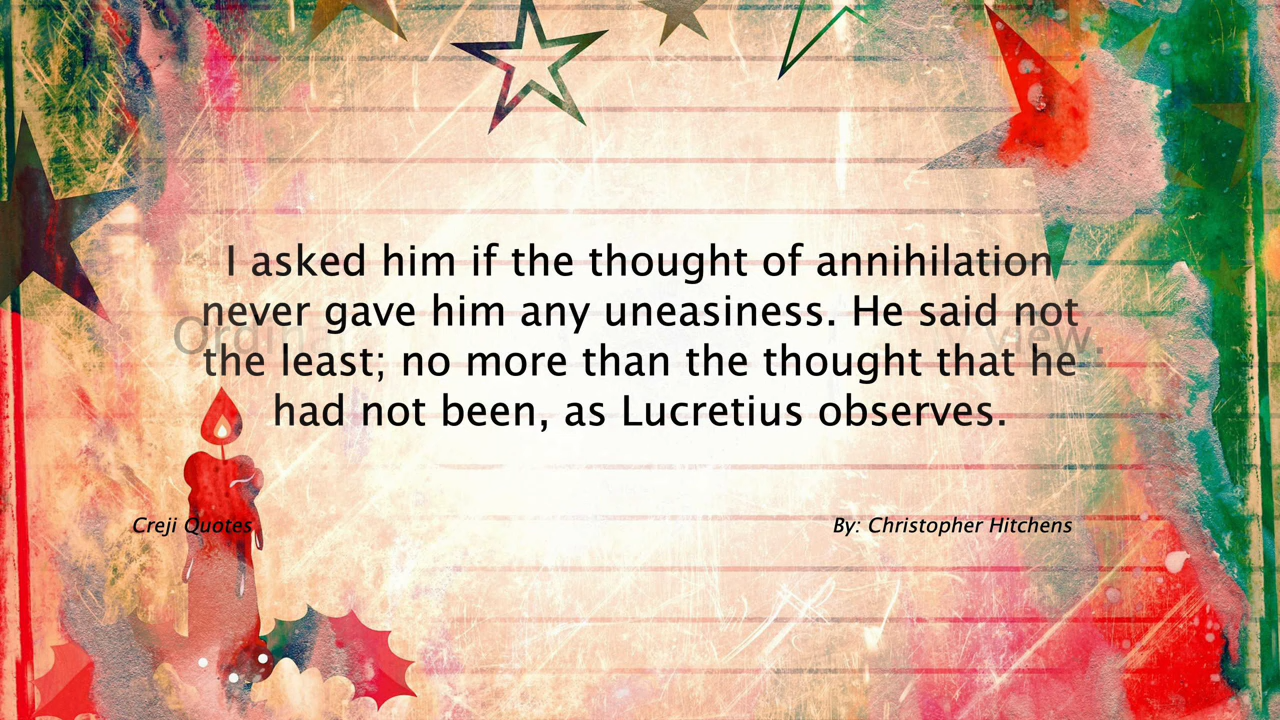 I asked him if the thought of annihilation
never gave him any uneasiness. He said not
the least; no more than the thought that he
had not been, as Lucretius observes.
Creji Quotes
By: Christopher Hitchens